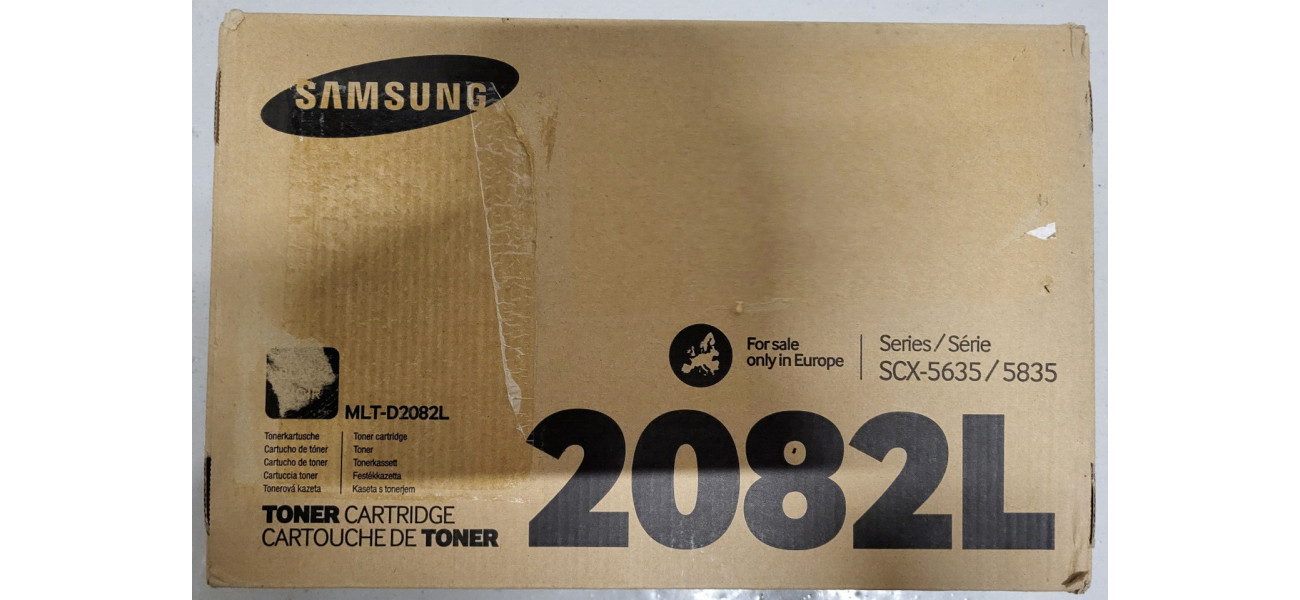 SAMSUNG
For sale
only in Europe
Series / Série
SCX-5635 / 5835
MLT-D2082L
Tonerkartusche
Cartucho de tóner
Cartucho de toner
Cartuccia toner
Tonerová kazeta
Toner cartridge
Toner
Tonerkassett
Festékkazetta
Kaseta s tonerjem
TONER CARTRIDGE
CARTOUCHE DE TONER
2082L